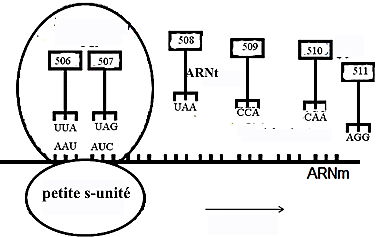 508 509 510
506 507 511
ARNt
UUA UAG UAA CCA CAA
AAU AUC AGG
ARNm
petite s-unité